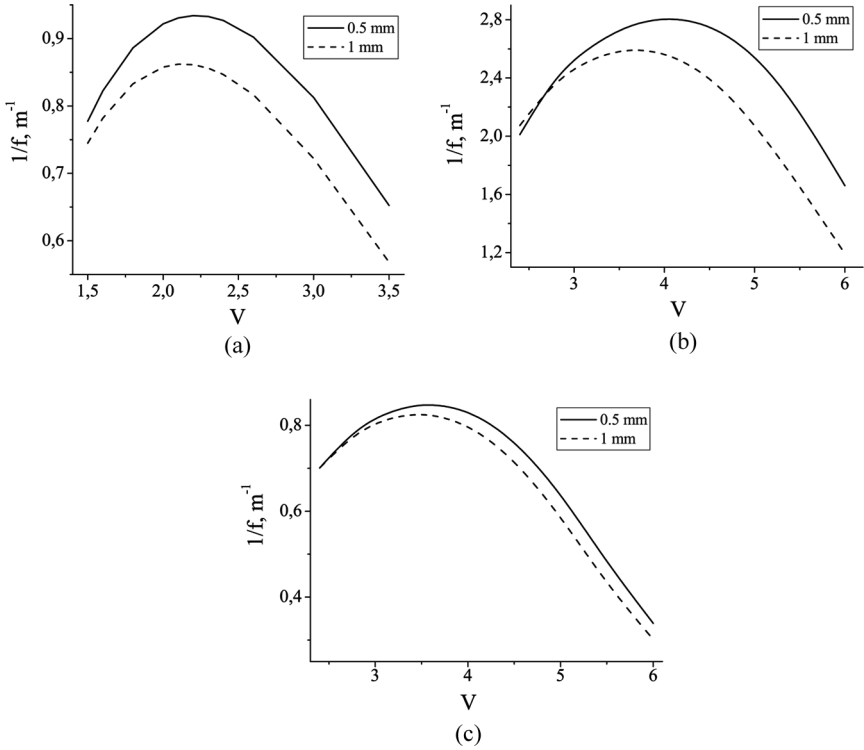 0.5 mm
1 mm
1/f, m⁻¹
0,9
0,8
0,7
0,6
1,5 2,0 2,5 3,0 3,5
V
(a)
0.5 mm
1 mm
1/f, m⁻¹
2,8
2,4
2,0
1,6
1,2
3 4 5 6
V
(b)
0.5 mm
1 mm
1/f, m⁻¹
0,8
0,6
0,4
3 4 5 6
V
(c)